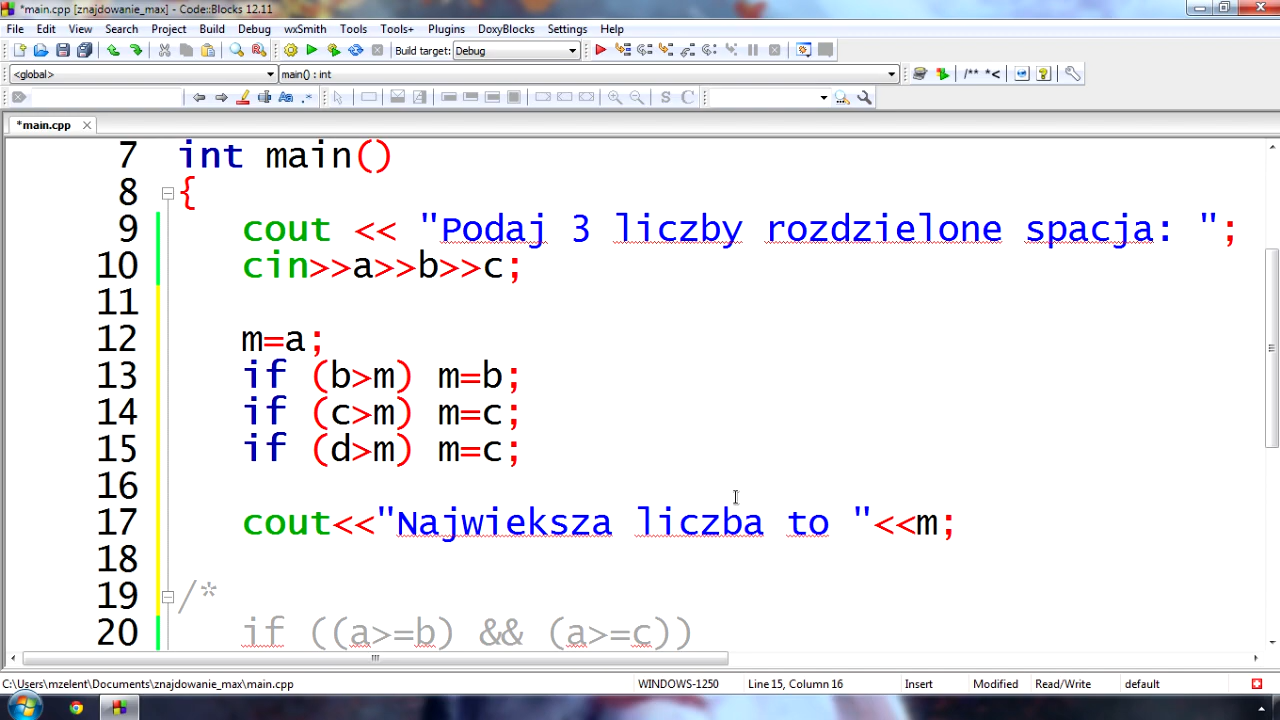 *main.cpp [znajdowanie_max] - Code::Blocks 12.11
File Edit View Search Project Build Debug wxSmith Tools Tools+ Plugins DoxyBlocks Settings Help
Build target: Debug
<global> main() : int /** *<
*main.cpp
7 int main()
8 {
9 cout << "Podaj 3 liczby rozdzielone spacja: ";
10 cin>>a>>b>>c;
11
12 m=a;
13 if (b>m) m=b;
14 if (c>m) m=c;
15 if (d>m) m=c;
16
17 cout<<"Najwieksza liczba to "<<m;
18
19 /*
20 if ((a>=b) && (a>=c))
C:\Users\mzelent\Documents\znajdowanie_max\main.cpp WINDOWS-1250 Line 15, Column 16 Insert Modified Read/Write default